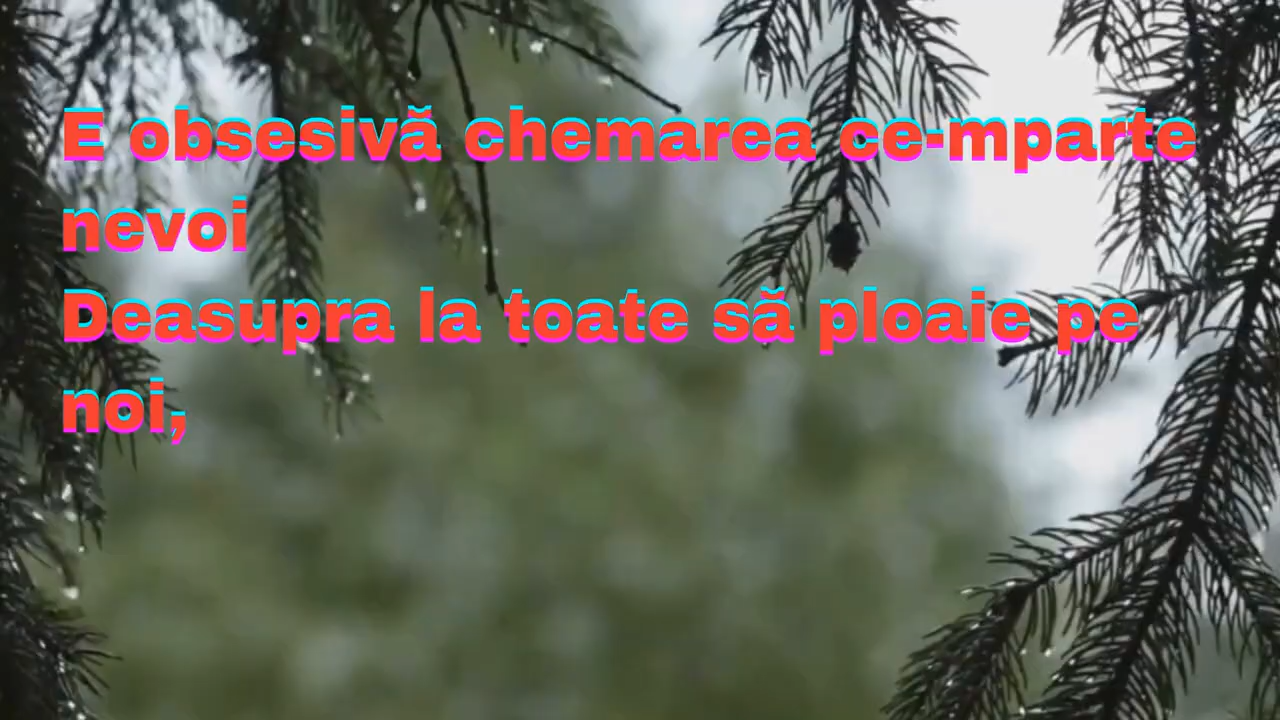 E obsesivă chemarea ce-mparte
nevoi
Deasupra la toate să ploaie pe
noi,